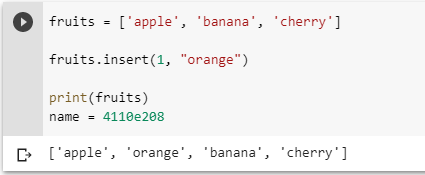 fruits = ['apple', 'banana', 'cherry']
fruits.insert(1, "orange")
print(fruits)
name = 4110e208
['apple', 'orange', 'banana', 'cherry']